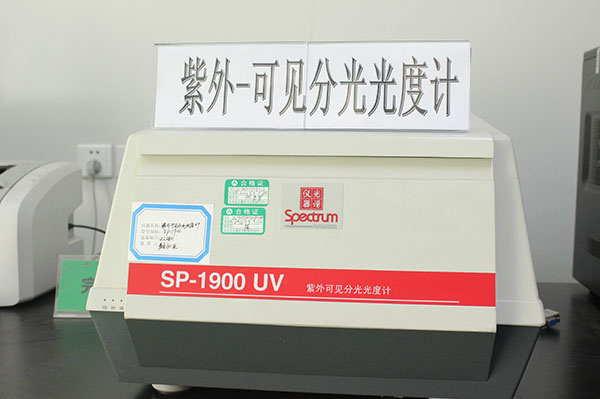 紫外-可见分光光度计
合格证
合格证
仪光
器谱
Spectrum
SP-1900 UV
紫外可见分光光度计
完